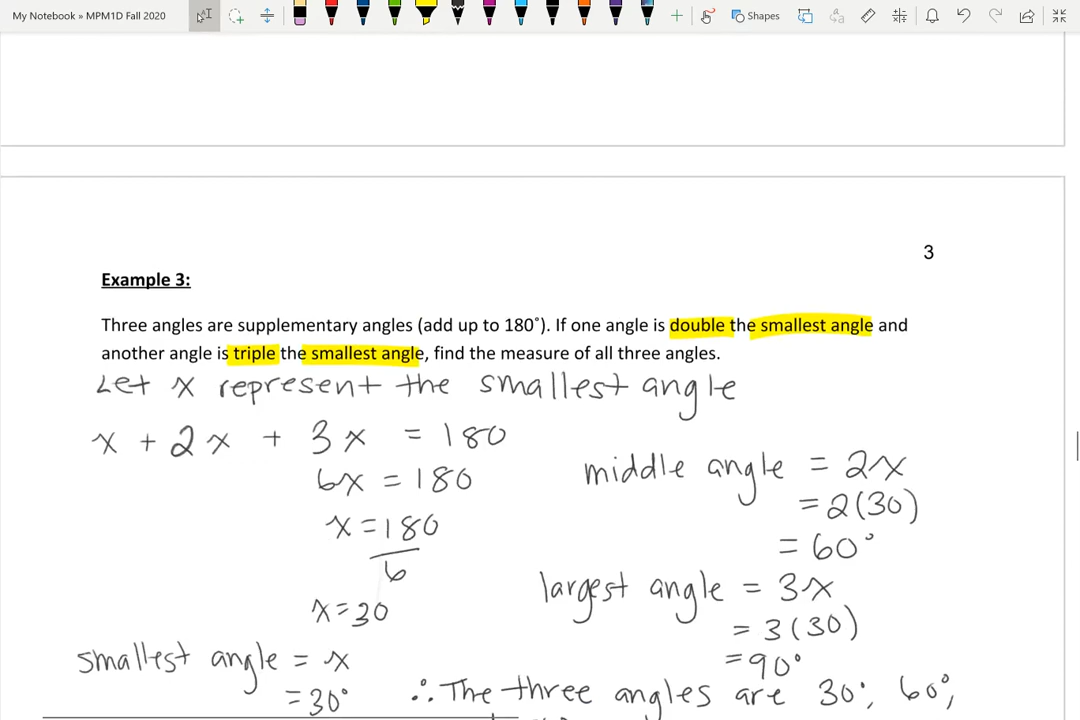 My Notebook » MPM1D Fall 2020
Shapes
3
Example 3:
Three angles are supplementary angles (add up to 180˚). If one angle is double the smallest angle and
another angle is triple the smallest angle, find the measure of all three angles.
Let x represent the smallest angle
x + 2x + 3x = 180
6x = 180
x = 180
6
x = 30
smallest angle = x
= 30°
middle angle = 2x
= 2(30)
= 60°
largest angle = 3x
= 3(30)
= 90°
∴ The three angles are 30°, 60°,